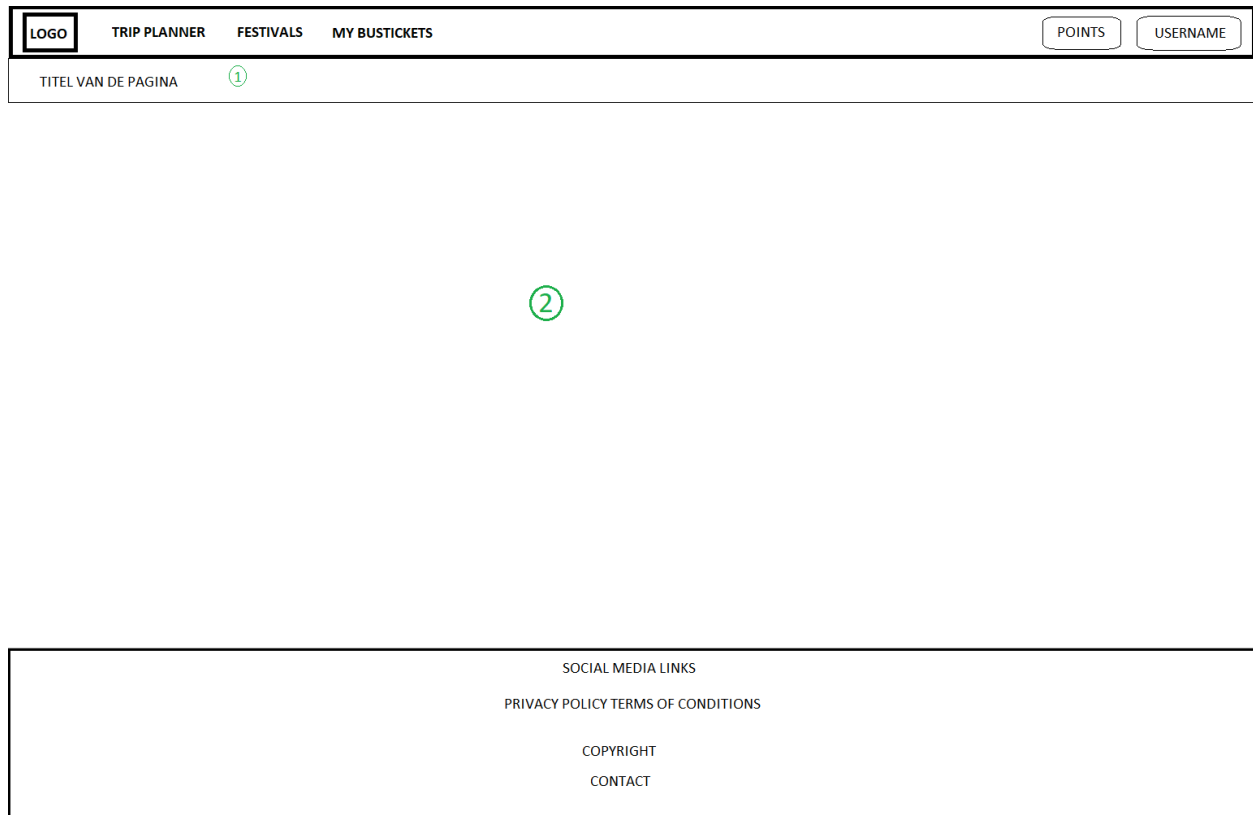 LOGO TRIP PLANNER FESTIVALS MY BUSTICKETS POINTS USERNAME
TITEL VAN DE PAGINA 1
2
SOCIAL MEDIA LINKS
PRIVACY POLICY TERMS OF CONDITIONS
COPYRIGHT
CONTACT